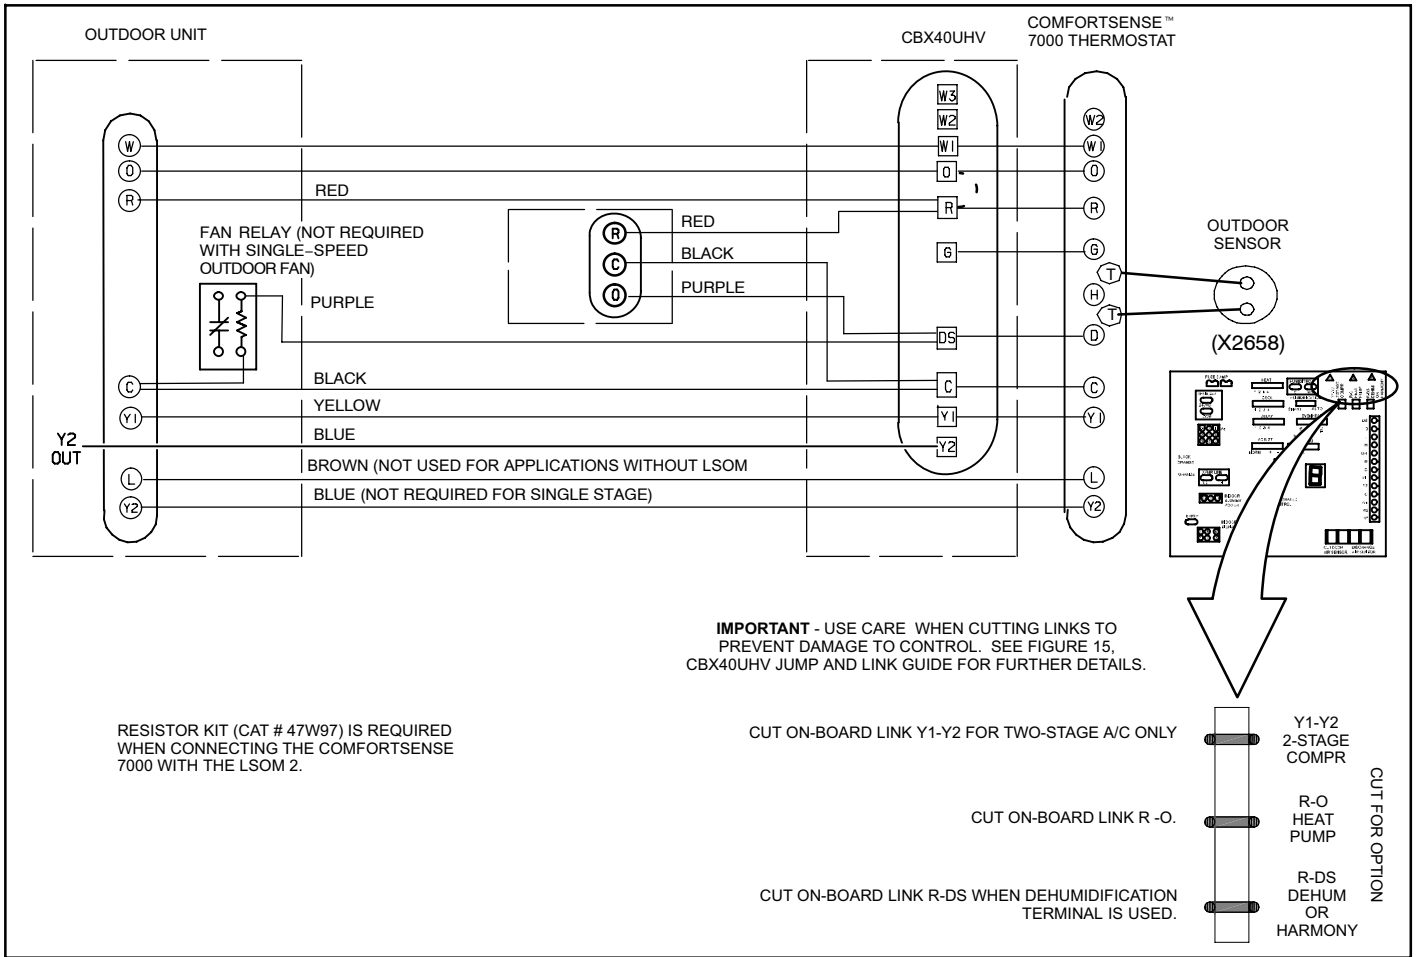 OUTDOOR UNIT
CBX40UHV
COMFORTSENSE™
7000 THERMOSTAT
W3
W2
W2
W
W1
W1
O
O
O
R
RED
R
R
FAN RELAY (NOT REQUIRED
WITH SINGLE–SPEED
OUTDOOR FAN)
R
RED
C
BLACK
O
PURPLE
G
G
T
H
T
OUTDOOR
SENSOR
(X2658)
PURPLE
DS
D
C
BLACK
C
C
Y1
YELLOW
Y1
Y1
Y2
OUT
BLUE
Y2
BROWN (NOT USED FOR APPLICATIONS WITHOUT LSOM
L
L
BLUE (NOT REQUIRED FOR SINGLE STAGE)
Y2
Y2
HEAT
IMPORTANT - USE CARE WHEN CUTTING LINKS TO
PREVENT DAMAGE TO CONTROL. SEE FIGURE 15,
CBX40UHV JUMP AND LINK GUIDE FOR FURTHER DETAILS.
RESISTOR KIT (CAT # 47W97) IS REQUIRED
WHEN CONNECTING THE COMFORTSENSE
7000 WITH THE LSOM 2.
CUT ON-BOARD LINK Y1-Y2 FOR TWO-STAGE A/C ONLY
Y1-Y2
2-STAGE
COMPR
CUT ON-BOARD LINK R -O.
R-O
HEAT
PUMP
CUT ON-BOARD LINK R-DS WHEN DEHUMIDIFICATION
TERMINAL IS USED.
R-DS
DEHUM
OR
HARMONY
CUT FOR OPTION